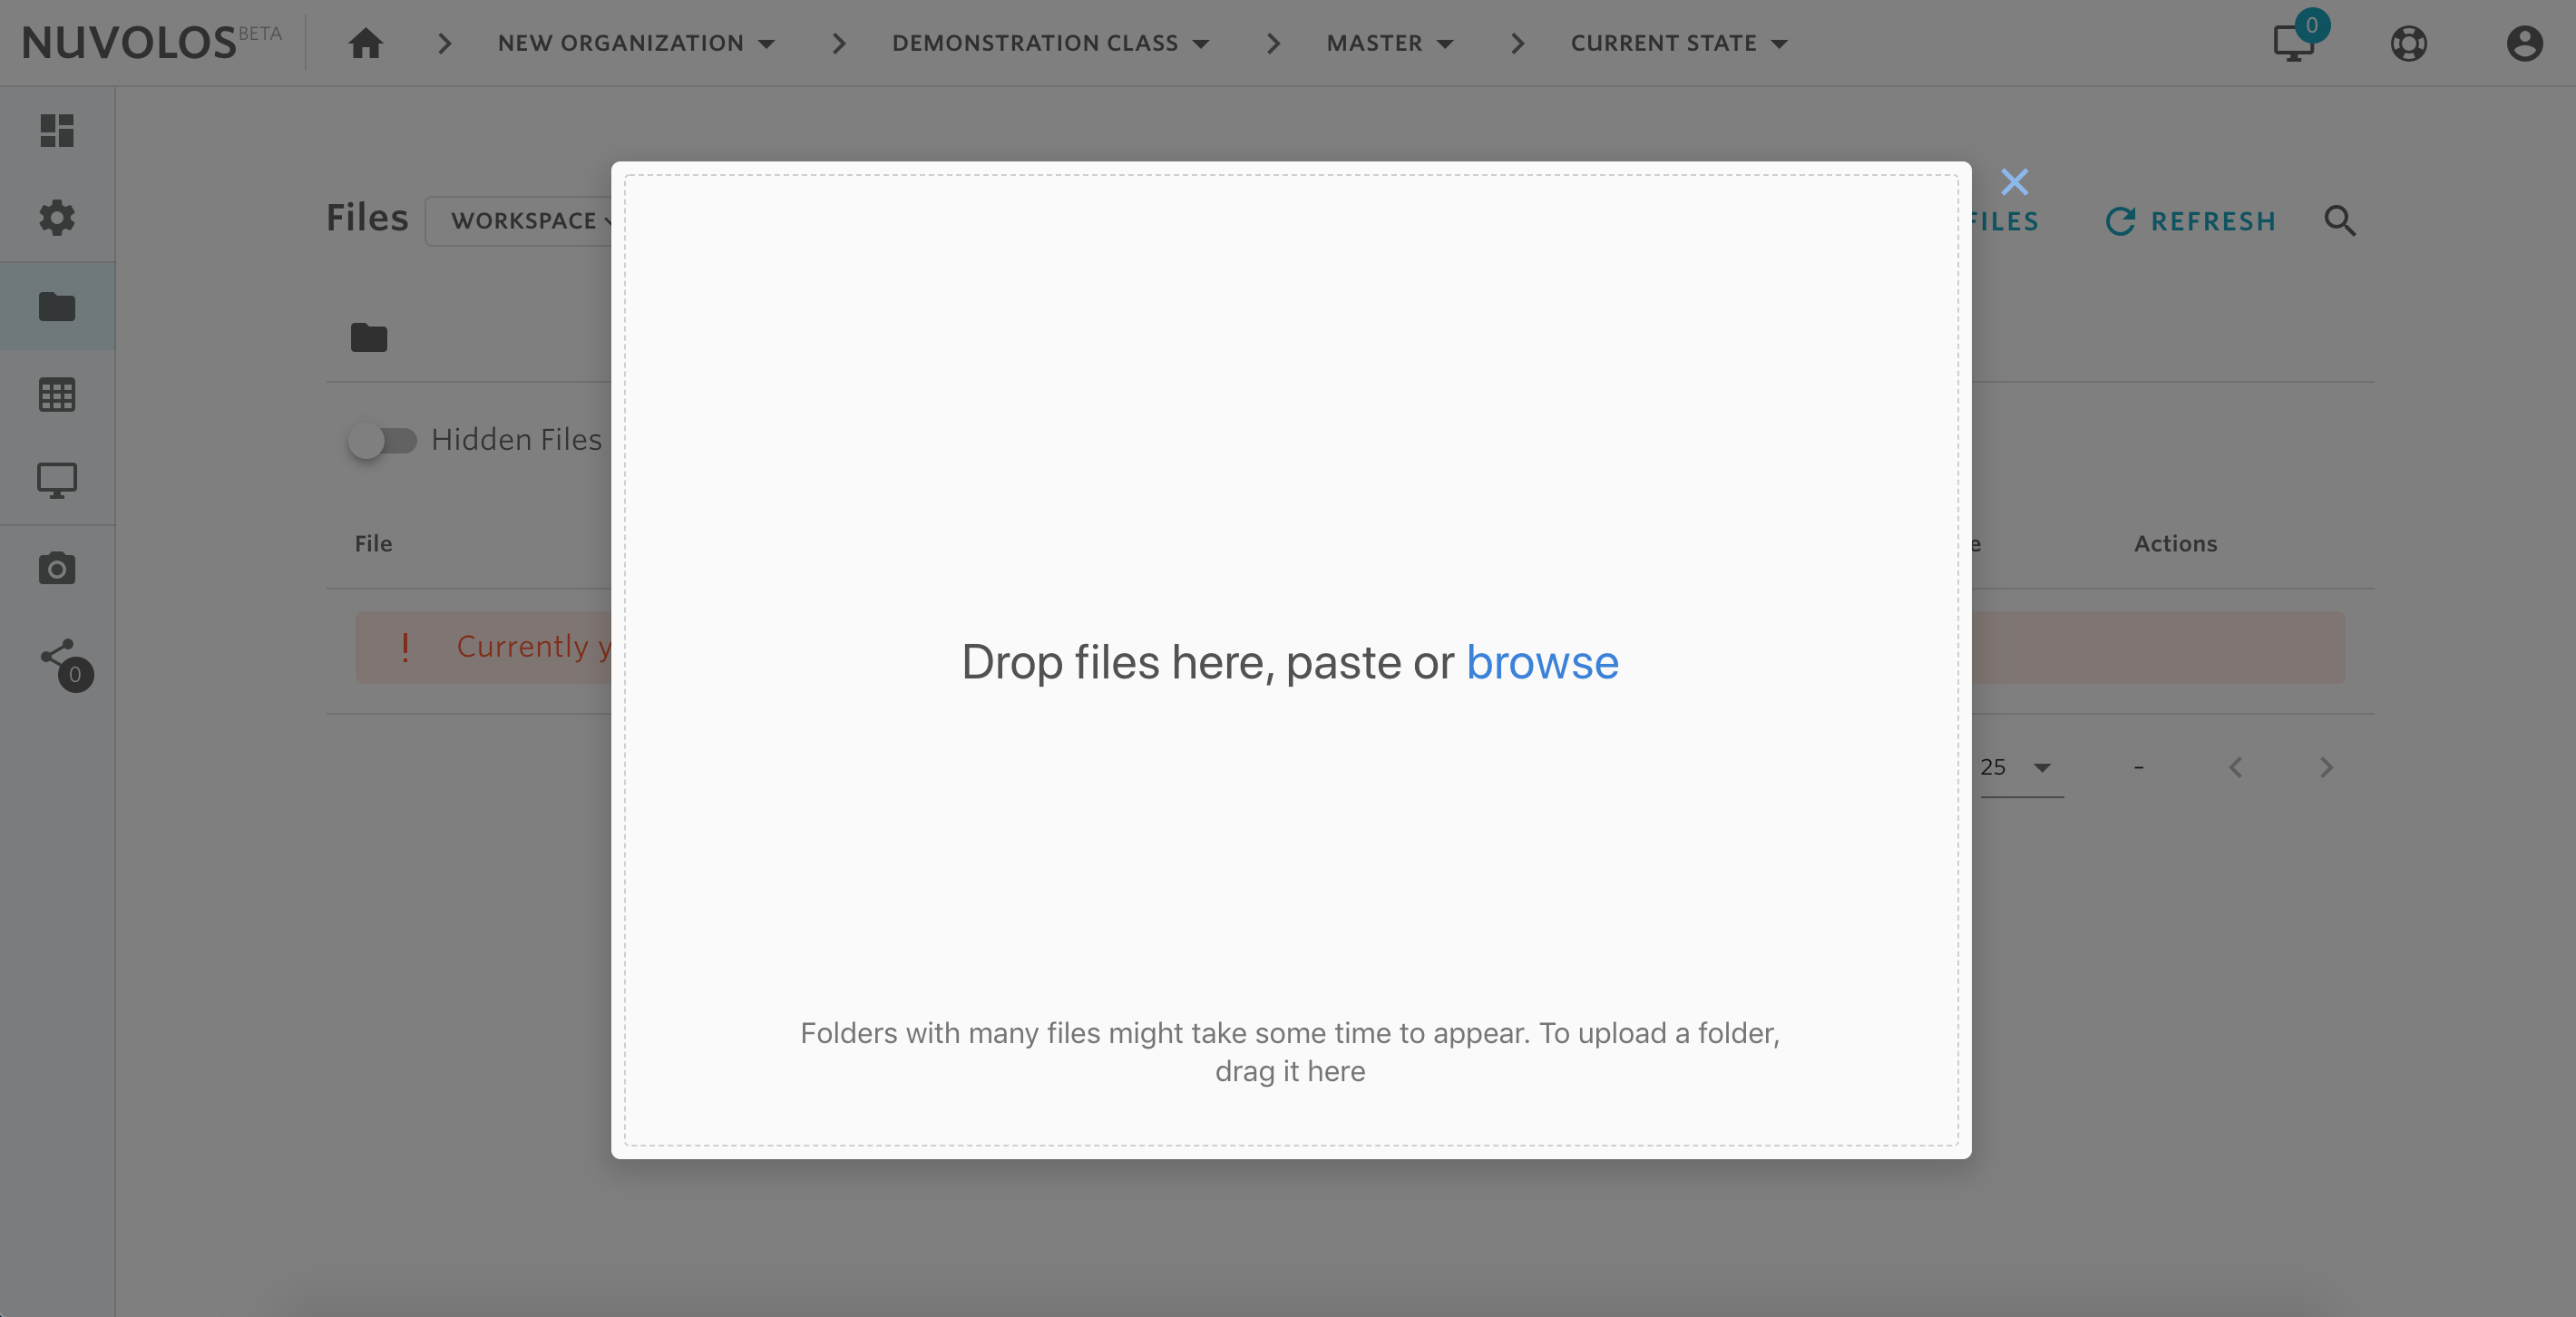 NUVOLOS BETA
NEW ORGANIZATION
DEMONSTRATION CLASS
MASTER
CURRENT STATE
0
Files
WORKSPACE
FILES
REFRESH
Hidden Files
File
Actions
Currently
0
Drop files here, paste or browse
25
-
Folders with many files might take some time to appear. To upload a folder,
drag it here